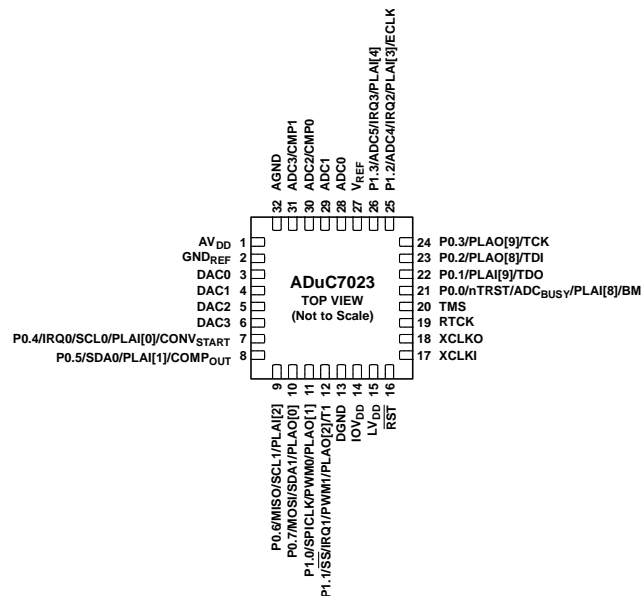 32 AGND
31 ADC3/CMP1
30 ADC2/CMP0
29 ADC1
28 ADC0
27 VREF
26 P1.3/ADC5/IRQ3/PLAI[4]
25 P1.2/ADC4/IRQ2/PLAI[3]/ECLK
AVDD 1
GNDREF 2
DAC0 3
DAC1 4
DAC2 5
DAC3 6
P0.4/IRQ0/SCL0/PLAI[0]/CONVSTART 7
P0.5/SDA0/PLAI[1]/COMPOUT 8
ADuC7023
TOP VIEW
(Not to Scale)
24 P0.3/PLAO[9]/TCK
23 P0.2/PLAO[8]/TDI
22 P0.1/PLAI[9]/TDO
21 P0.0/nTRST/ADCBUSY/PLAI[8]/BM
20 TMS
19 RTCK
18 XCLKO
17 XCLKI
P0.6/MISO/SCL1/PLAI[2] 9
P0.7/MOSI/SDA1/PLAO[0] 10
P1.0/SPICLK/PWM0/PLAO[1] 11
P1.1/S̅S̅/IRQ1/PWM1/PLAO[2]/T1 12
DGND 13
IOVDD 14
LVDD 15
R̅S̅T̅ 16